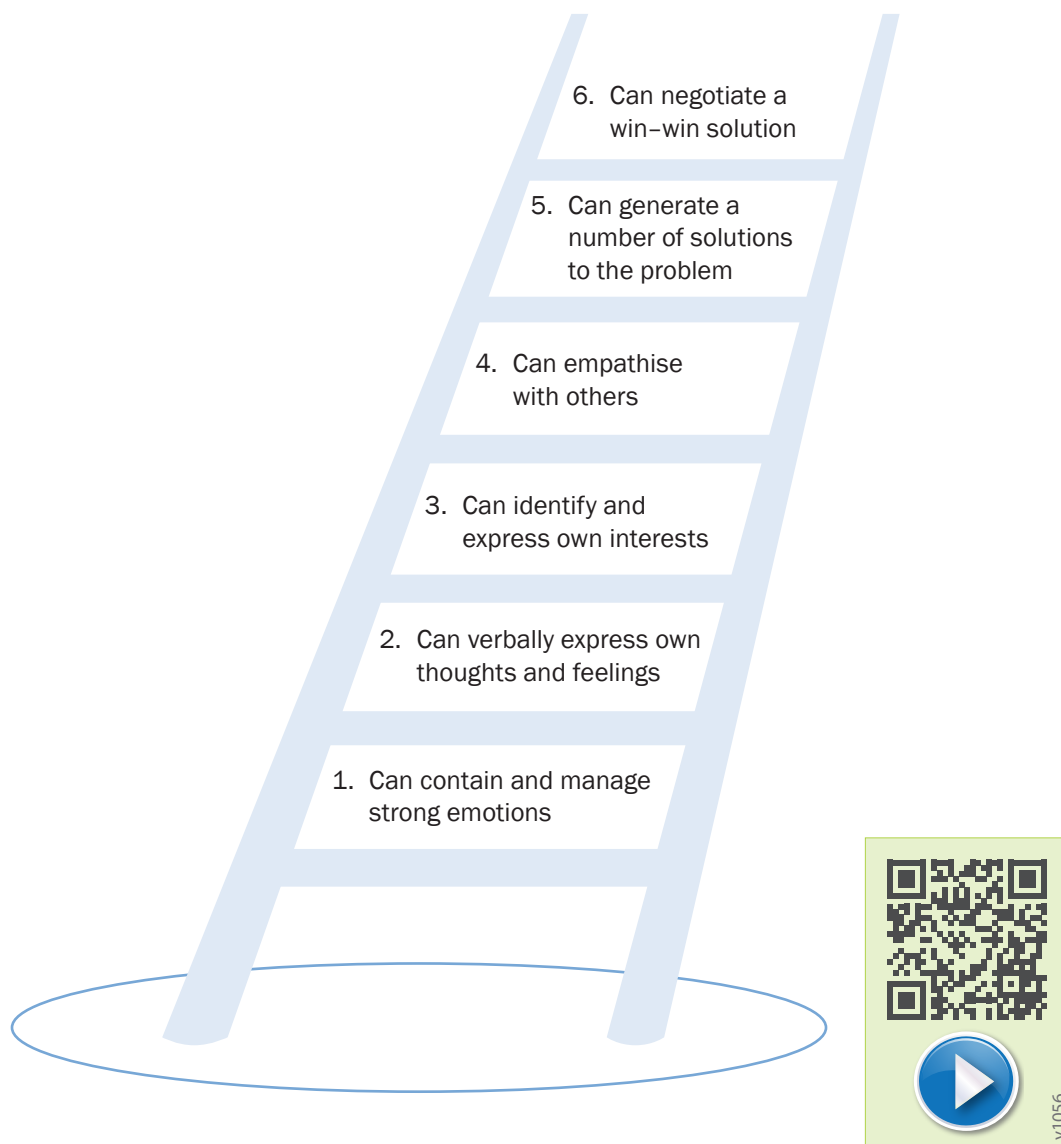 6. Can negotiate a
win–win solution
5. Can generate a
number of solutions
to the problem
4. Can empathise
with others
3. Can identify and
express own interests
2. Can verbally express own
thoughts and feelings
1. Can contain and manage
strong emotions
v1056